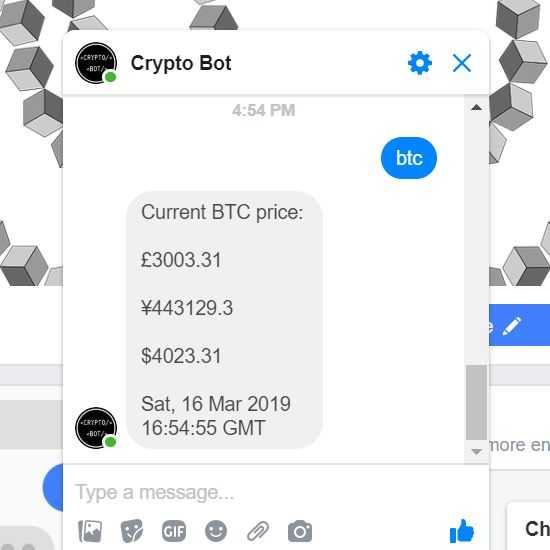 <CRYPTO/>
<BOT/>
Crypto Bot
4:54 PM
btc
Current BTC price:
£3003.31
¥443129.3
$4023.31
Sat, 16 Mar 2019
16:54:55 GMT
<CRYPTO/>
<BOT/>
more en
Type a message...
GIF
Ch